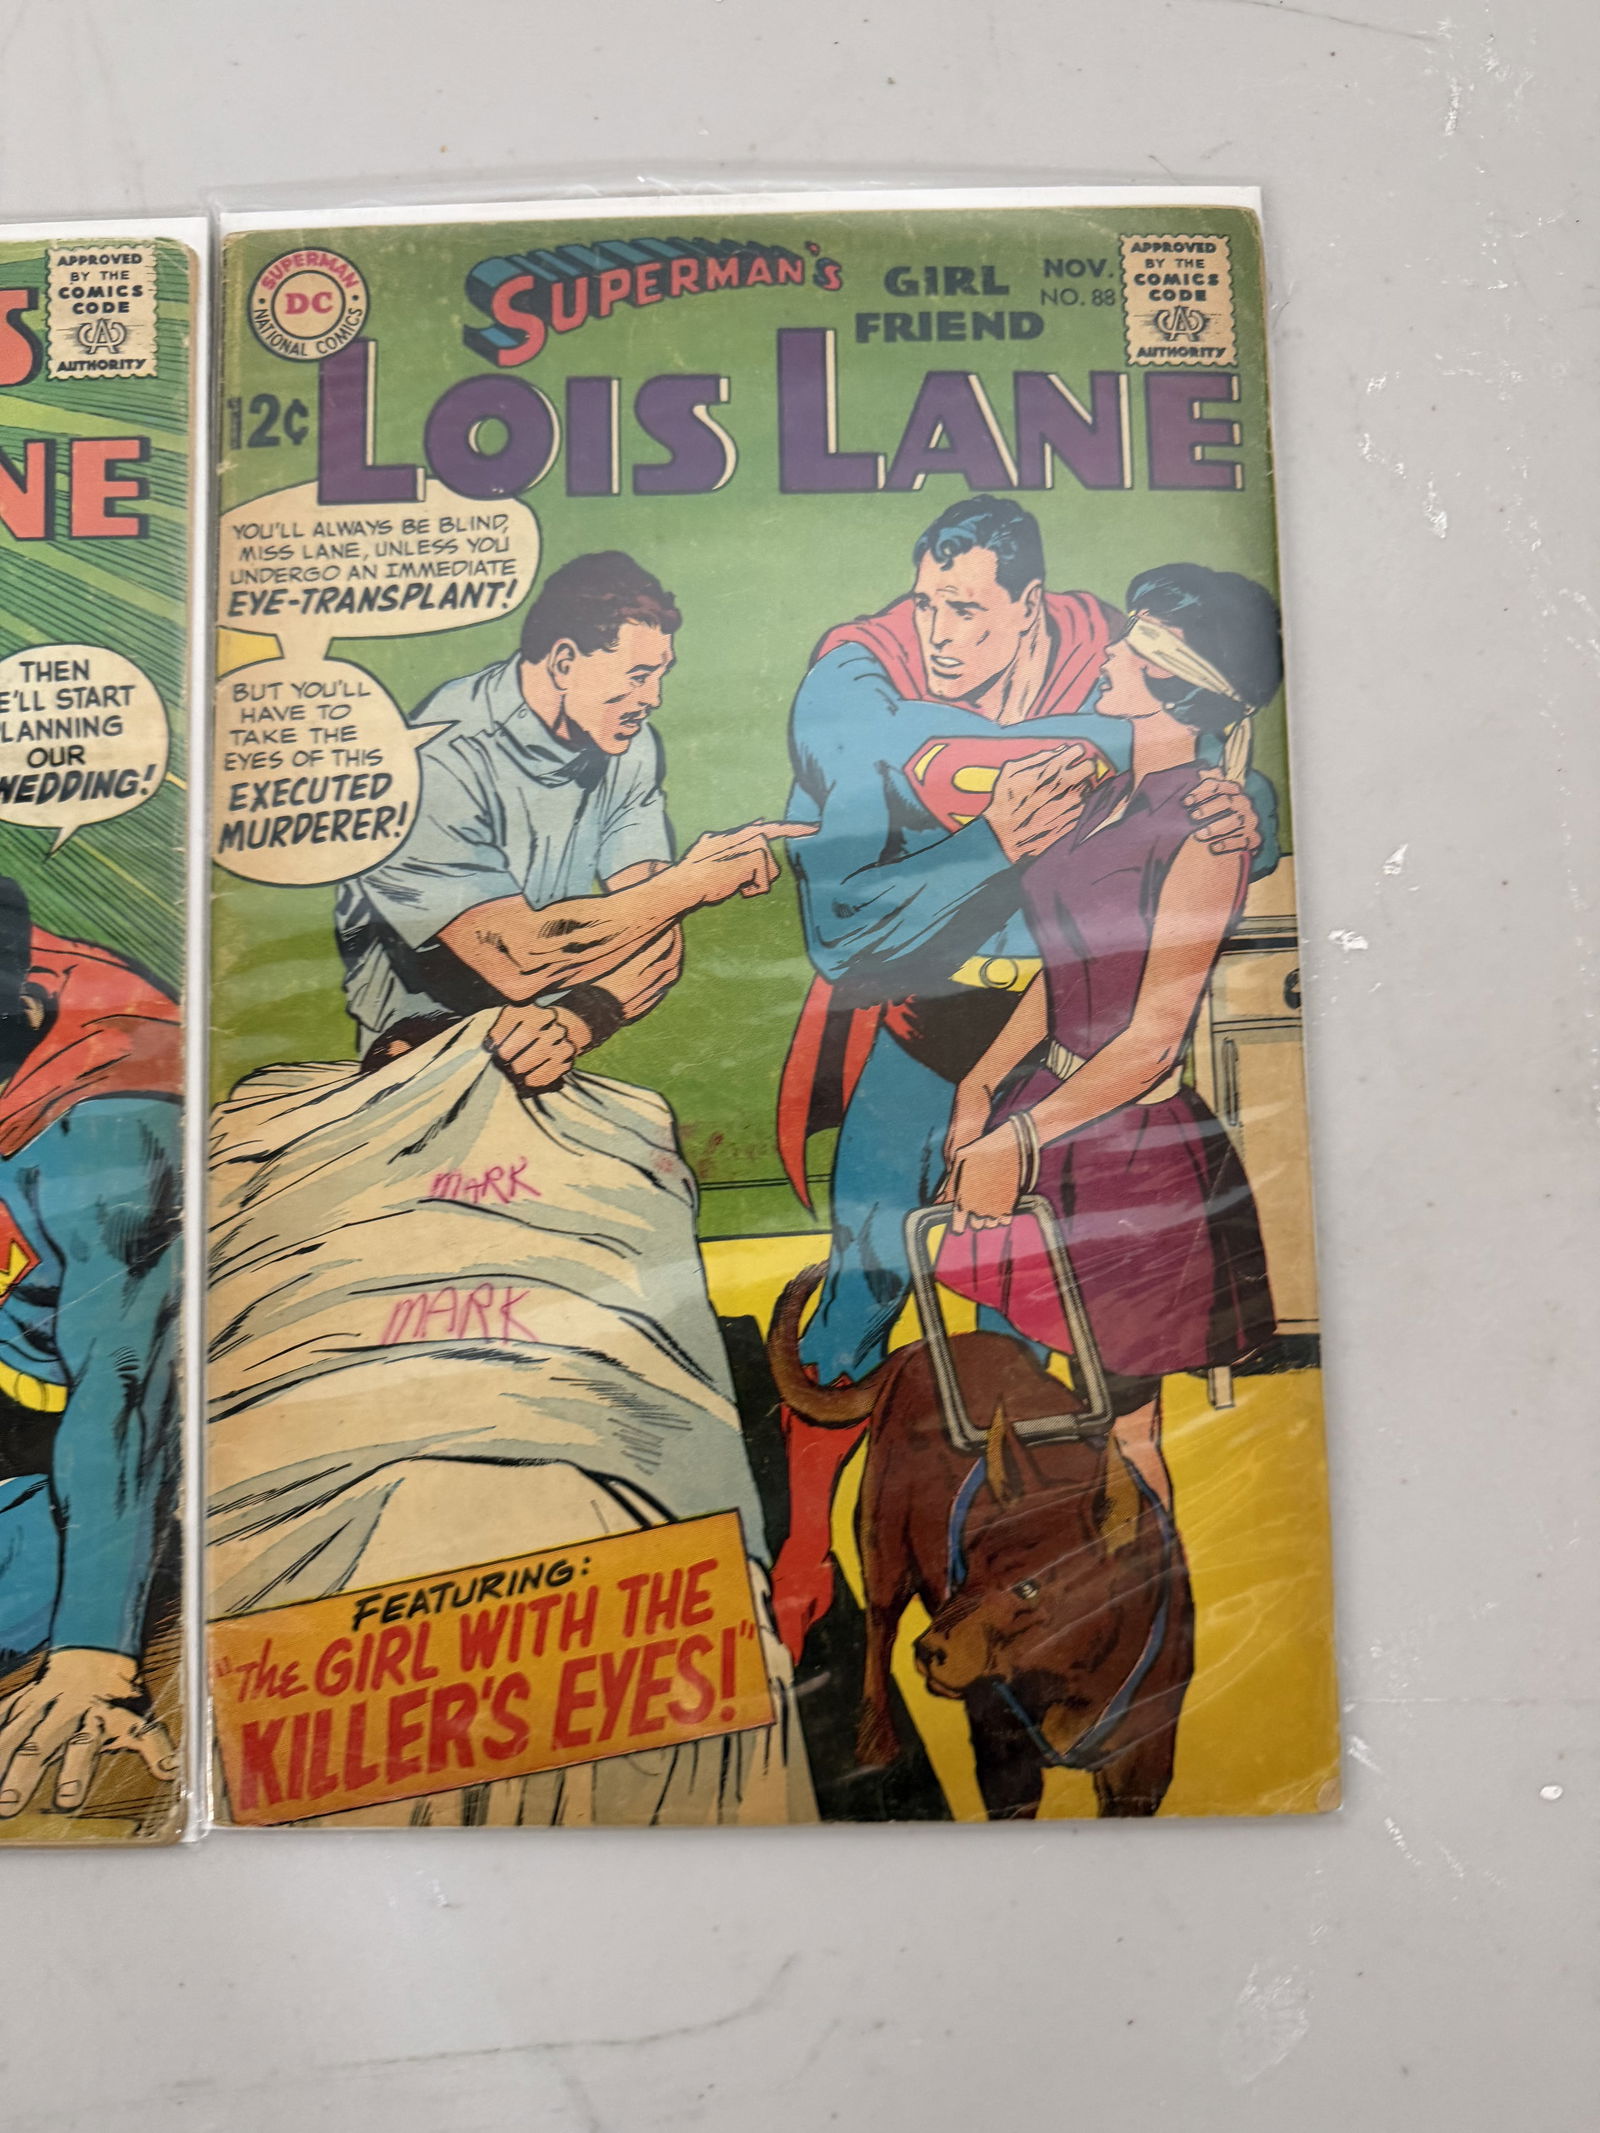 S
NE
APPROVED
BY THE
COMICS
CODE
AUTHORITY
THEN
E'LL START
LANNING
OUR
WEDDING!
SUPERMAN
DC
NATIONAL COMICS
12¢
SUPERMAN'S
GIRL
FRIEND
LOIS LANE
NOV.
NO. 88
APPROVED
BY THE
COMICS
CODE
AUTHORITY
YOU'LL ALWAYS BE BLIND,
MISS LANE, UNLESS YOU
UNDERGO AN IMMEDIATE
EYE-TRANSPLANT!
BUT YOU'LL
HAVE TO
TAKE THE
EYES OF THIS
EXECUTED
MURDERER!
MARK
MARK
FEATURING:
"The GIRL WITH THE
KILLER'S EYES!"